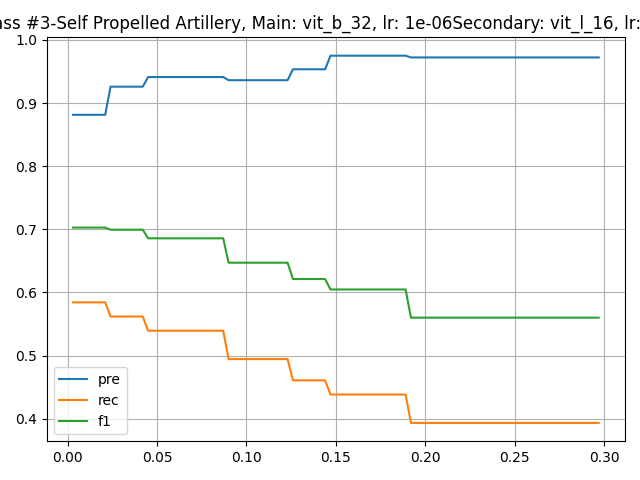 ass #3-Self Propelled Artillery, Main: vit_b_32, lr: 1e-06Secondary: vit_l_16, lr:
1.0
0.9
0.8
0.7
0.6
0.5
0.4
pre
rec
f1
0.00 0.05 0.10 0.15 0.20 0.25 0.30